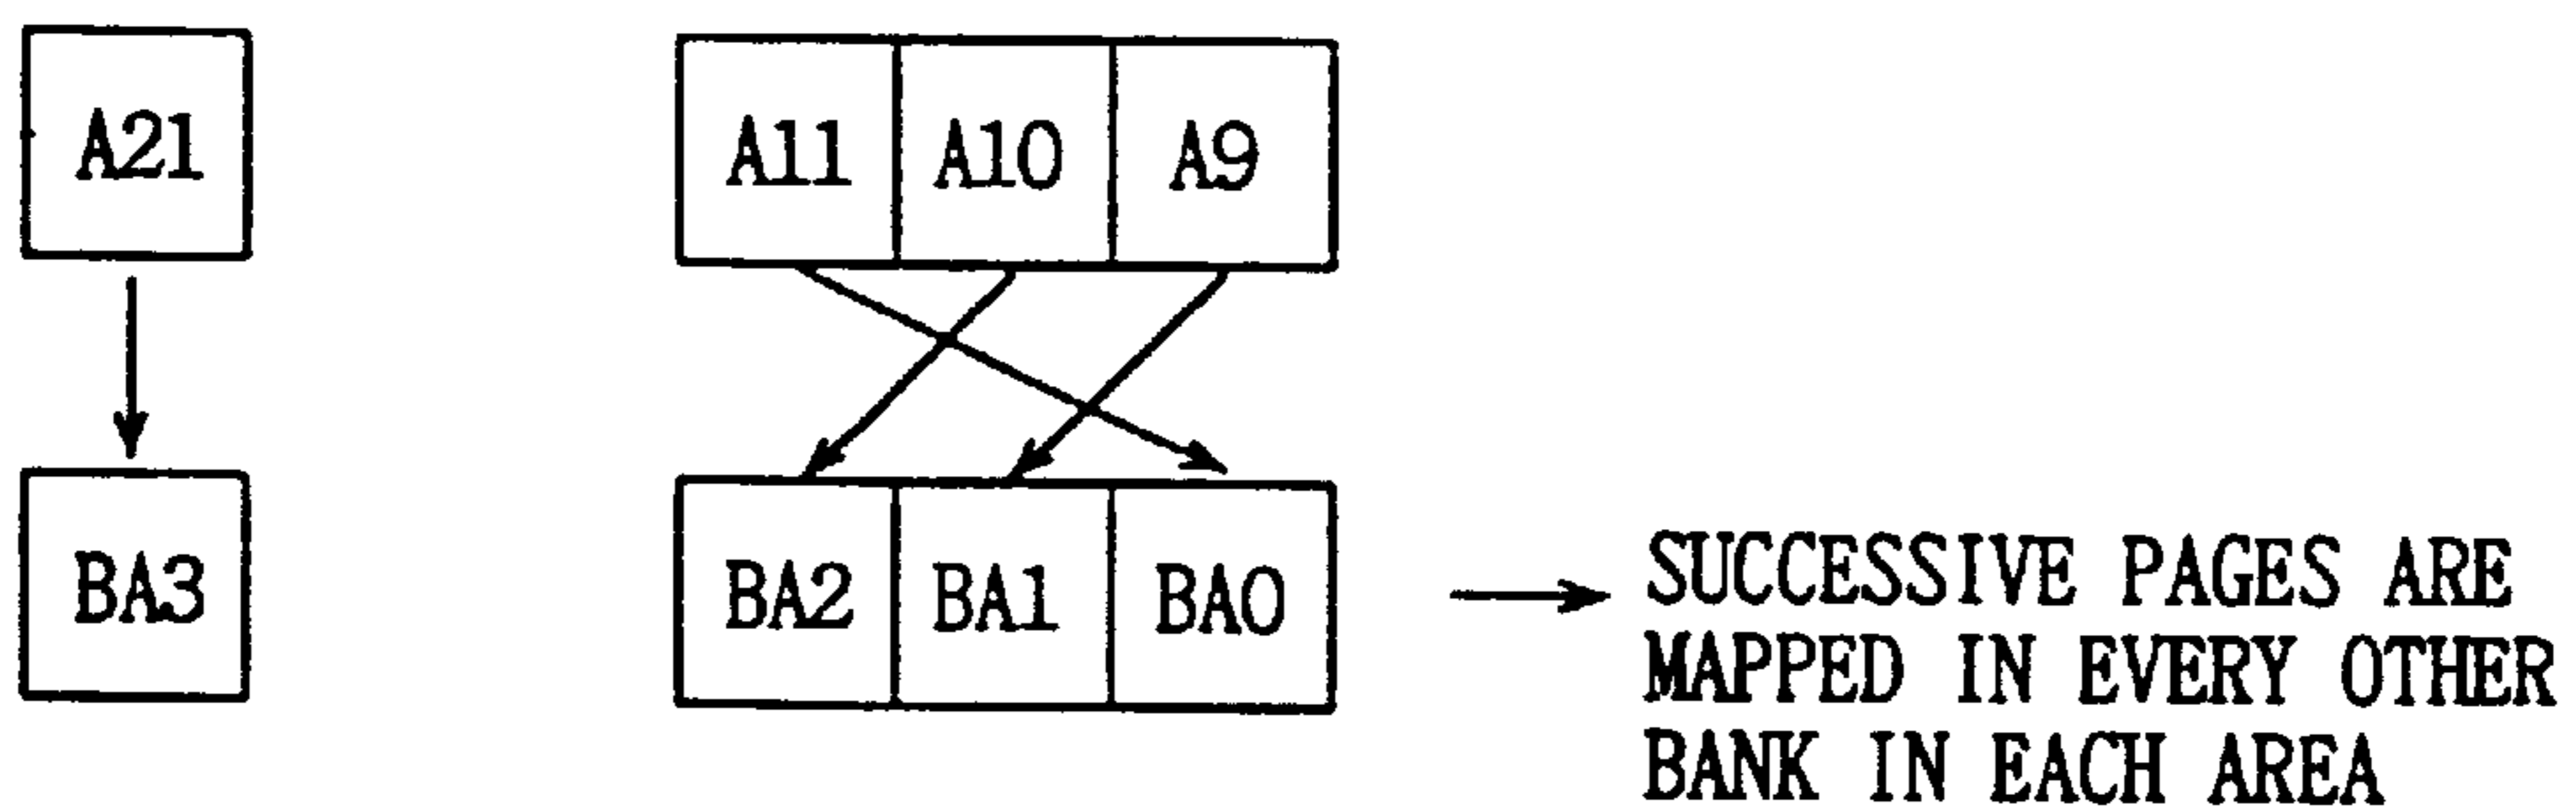 A21
A11 A10 A9
BA3
BA2 BA1 BA0
SUCCESSIVE PAGES ARE
MAPPED IN EVERY OTHER
BANK IN EACH AREA